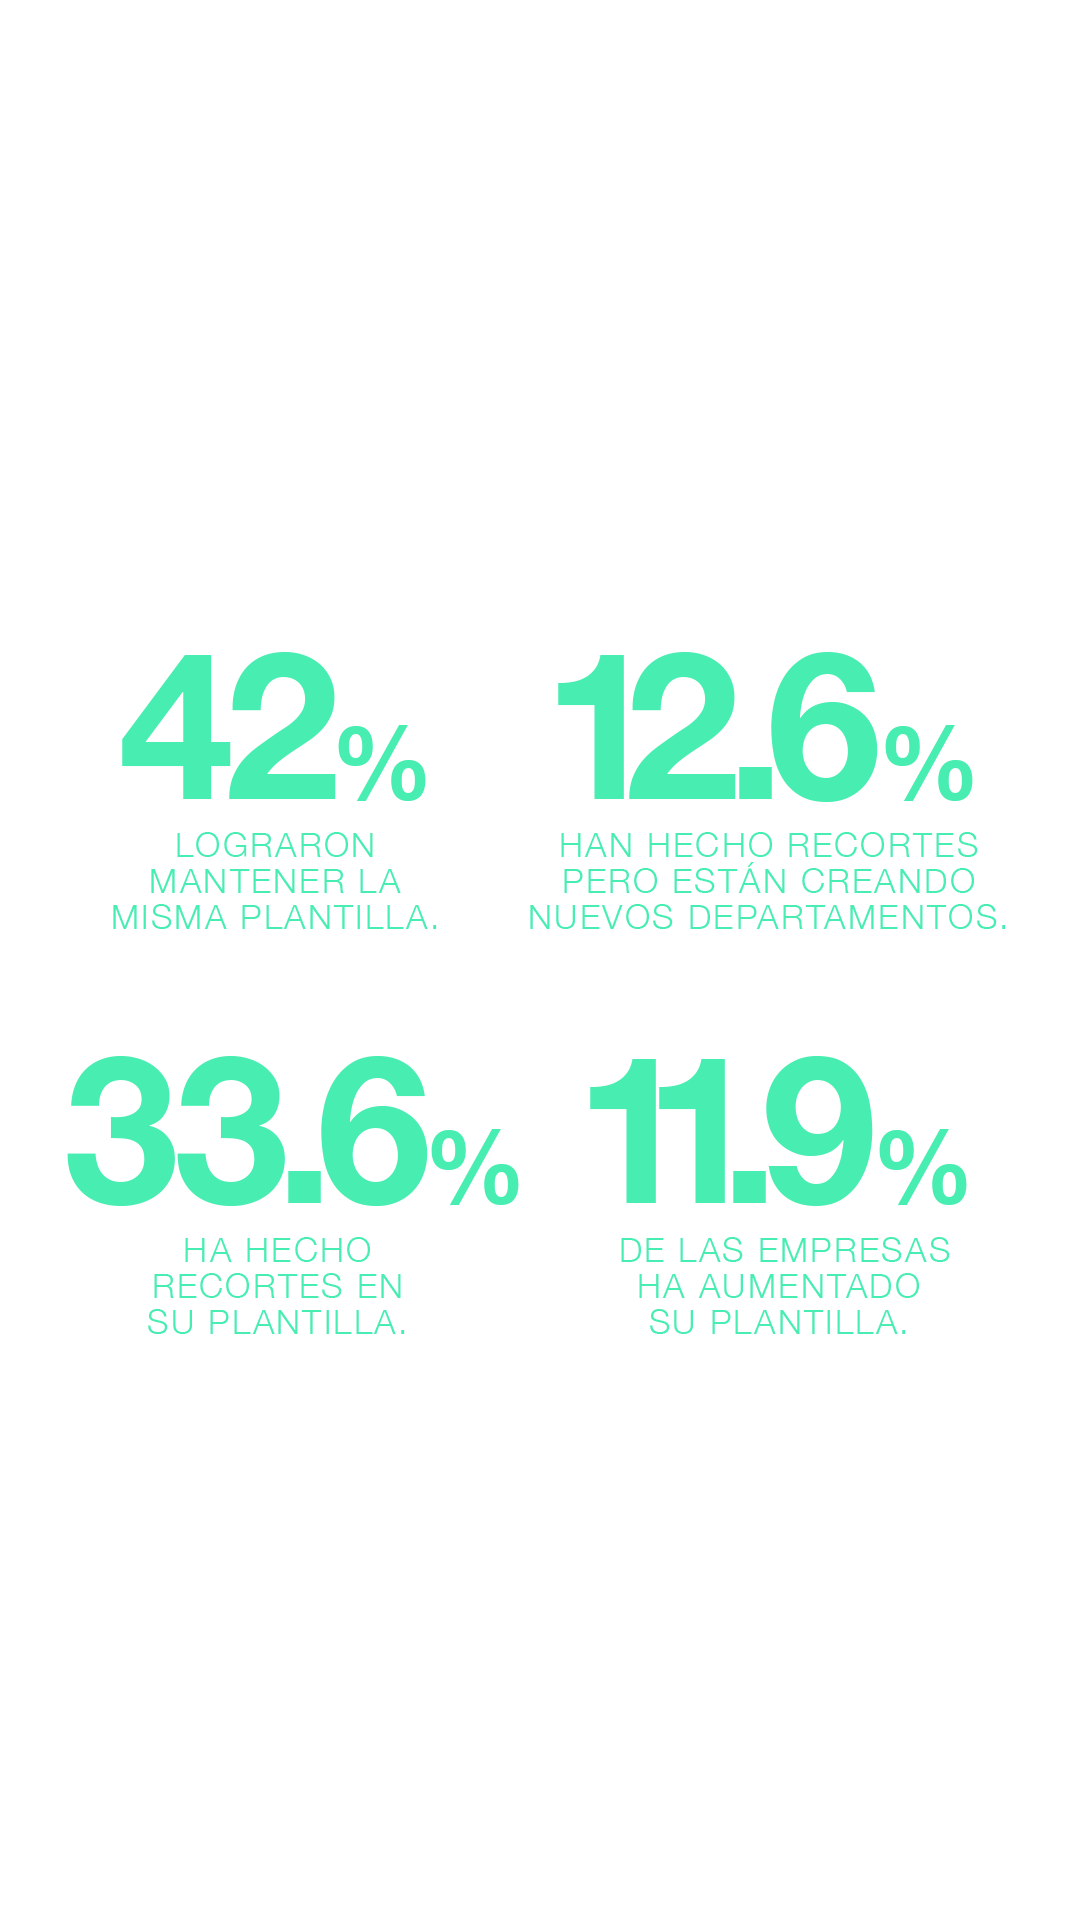 42%
LOGRARON
MANTENER LA
MISMA PLANTILLA.
12.6%
HAN HECHO RECORTES
PERO ESTÁN CREANDO
NUEVOS DEPARTAMENTOS.
33.6%
HA HECHO
RECORTES EN
SU PLANTILLA.
11.9%
DE LAS EMPRESAS
HA AUMENTADO
SU PLANTILLA.